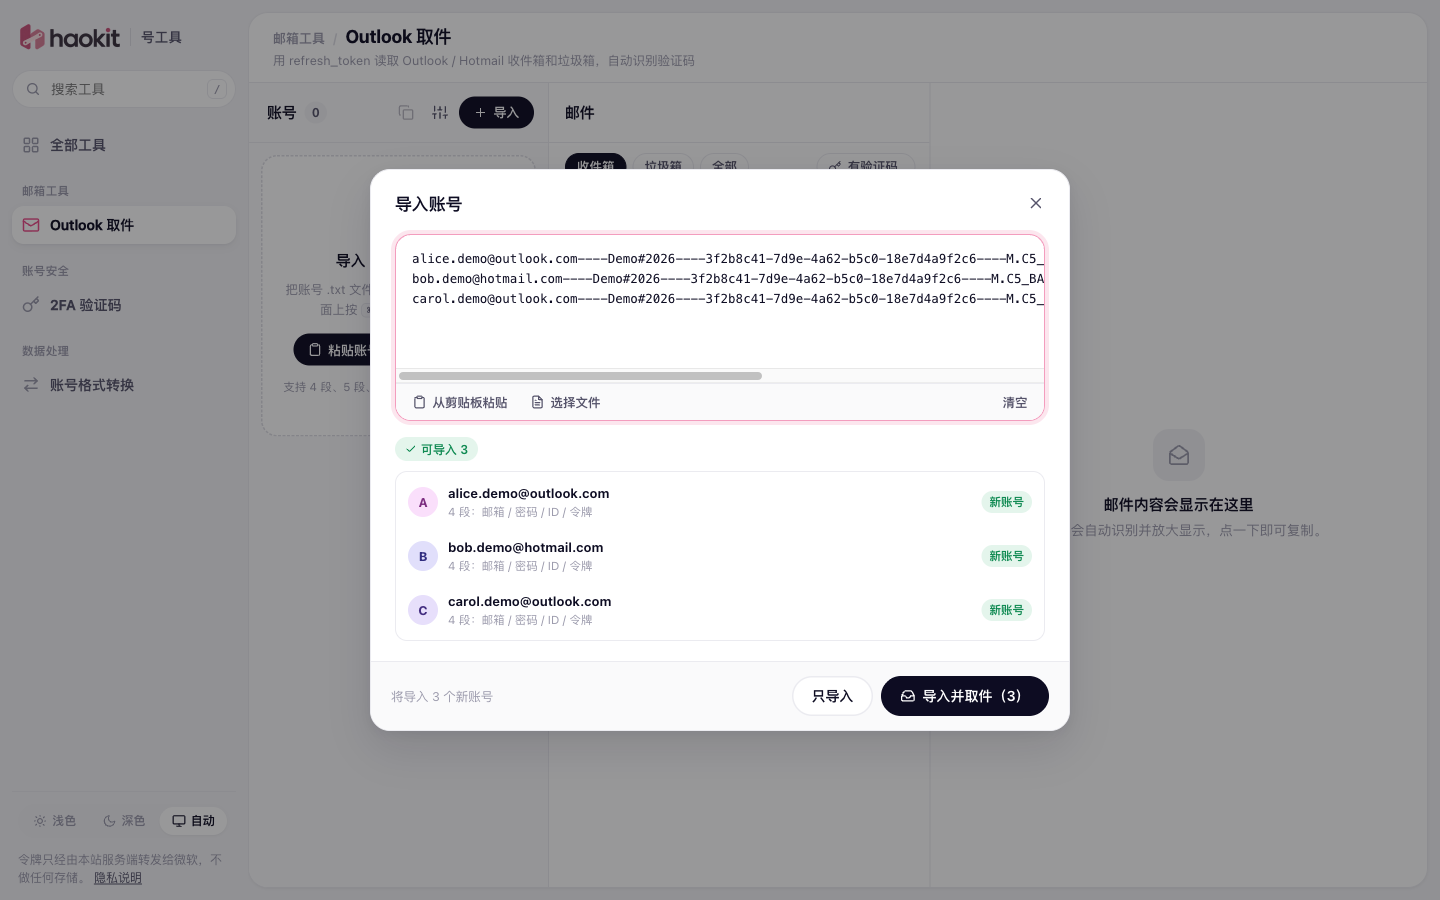 haokit 号工具
搜索工具 /
全部工具
邮箱工具
Outlook 取件
账号安全
2FA 验证码
数据处理
账号格式转换
浅色 深色 自动
令牌只经由本站服务端转发给微软，不
做任何存储。 隐私说明
邮箱工具 / Outlook 取件
用 refresh_token 读取 Outlook / Hotmail 收件箱和垃圾箱，自动识别验证码
账号 0 导入
邮件
收件箱 垃圾箱 全部 有验证码
导入
把账号 .txt 文件
面上按
粘贴账号
支持 4 段、5 段、
导入账号
alice.demo@outlook.com----Demo#2026----3f2b8c41-7d9e-4a62-b5c0-18e7d4a9f2c6----M.C5_
bob.demo@hotmail.com----Demo#2026----3f2b8c41-7d9e-4a62-b5c0-18e7d4a9f2c6----M.C5_BA
carol.demo@outlook.com----Demo#2026----3f2b8c41-7d9e-4a62-b5c0-18e7d4a9f2c6----M.C5_
从剪贴板粘贴 选择文件 清空
可导入 3
A alice.demo@outlook.com 新账号
4 段：邮箱 / 密码 / ID / 令牌
B bob.demo@hotmail.com 新账号
4 段：邮箱 / 密码 / ID / 令牌
C carol.demo@outlook.com 新账号
4 段：邮箱 / 密码 / ID / 令牌
将导入 3 个新账号 只导入 导入并取件（3）
邮件内容会显示在这里
会自动识别并放大显示，点一下即可复制。